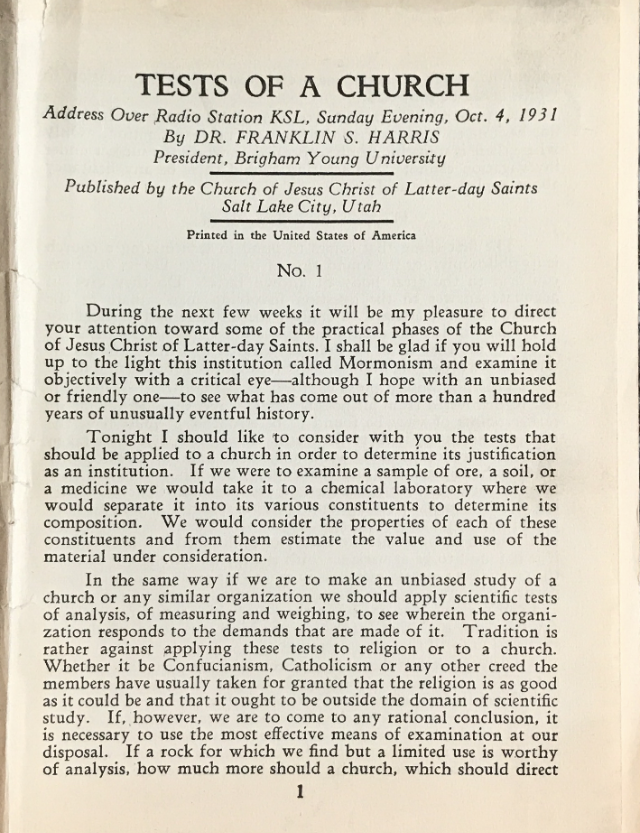 TESTS OF A CHURCH
Address Over Radio Station KSL, Sunday Evening, Oct. 4, 1931
By DR. FRANKLIN S. HARRIS
President, Brigham Young University
Published by the Church of Jesus Christ of Latter-day Saints
Salt Lake City, Utah
Printed in the United States of America
No. 1
During the next few weeks it will be my pleasure to direct
your attention toward some of the practical phases of the Church
of Jesus Christ of Latter-day Saints. I shall be glad if you will hold
up to the light this institution called Mormonism and examine it
objectively with a critical eye—although I hope with an unbiased
or friendly one—to see what has come out of more than a hundred
years of unusually eventful history.
Tonight I should like to consider with you the tests that
should be applied to a church in order to determine its justification
as an institution. If we were to examine a sample of ore, a soil, or
a medicine we would take it to a chemical laboratory where we
would separate it into its various constituents to determine its
composition. We would consider the properties of each of these
constituents and from them estimate the value and use of the
material under consideration.
In the same way if we are to make an unbiased study of a
church or any similar organization we should apply scientific tests
of analysis, of measuring and weighing, to see wherein the organi-
zation responds to the demands that are made of it. Tradition is
rather against applying these tests to religion or to a church.
Whether it be Confucianism, Catholicism or any other creed the
members have usually taken for granted that the religion is as good
as it could be and that it ought to be outside the domain of scientific
study. If, however, we are to come to any rational conclusion, it
is necessary to use the most effective means of examination at our
disposal. If a rock for which we find but a limited use is worthy
of analysis, how much more should a church, which should direct
1